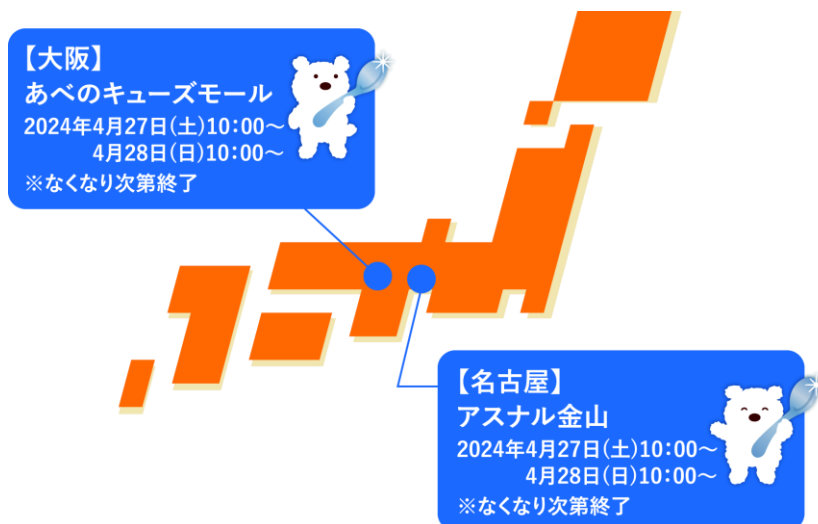 【大阪】
あべのキューズモール
2024年4月27日(土)10:00～
4月28日(日)10:00～
※なくなり次第終了
【名古屋】
アスナル金山
2024年4月27日(土)10:00～
4月28日(日)10:00～
※なくなり次第終了